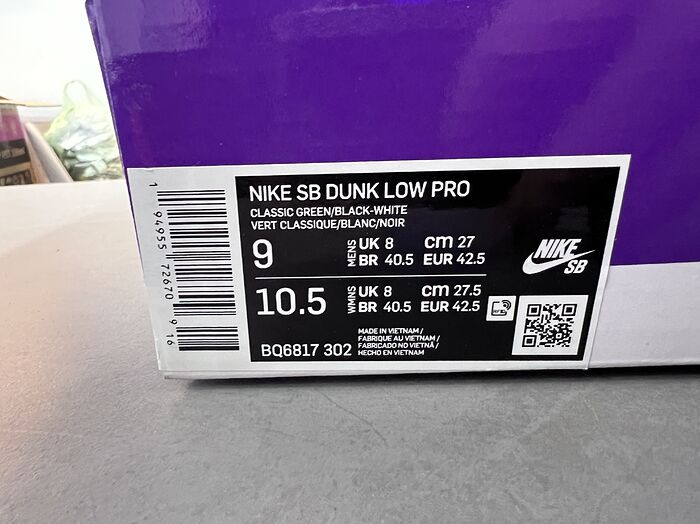 NIKE SB DUNK LOW PRO
CLASSIC GREEN/BLACK-WHITE
VERT CLASSIQUE/BLANC/NOIR
9 MENS UK 8 cm 27
BR 40.5 EUR 42.5
10.5 WMNS UK 8 cm 27.5
BR 40.5 EUR 42.5
BQ6817 302
MADE IN VIETNAM /
FABRIQUE AU VIETNAM /
FABRICADO NO VIETNÃ /
HECHO EN VIETNAM
NIKE
SB
1 94955 72670 9 16